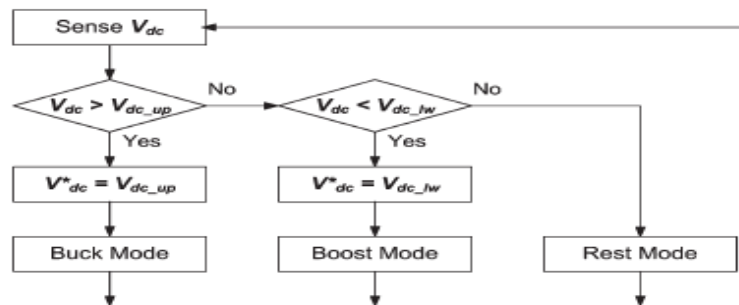 Sense V_dc
V_dc > V_dc_up
No
V_dc < V_dc_lw
No
Yes
Yes
V*_dc = V_dc_up
V*_dc = V_dc_lw
Buck Mode
Boost Mode
Rest Mode